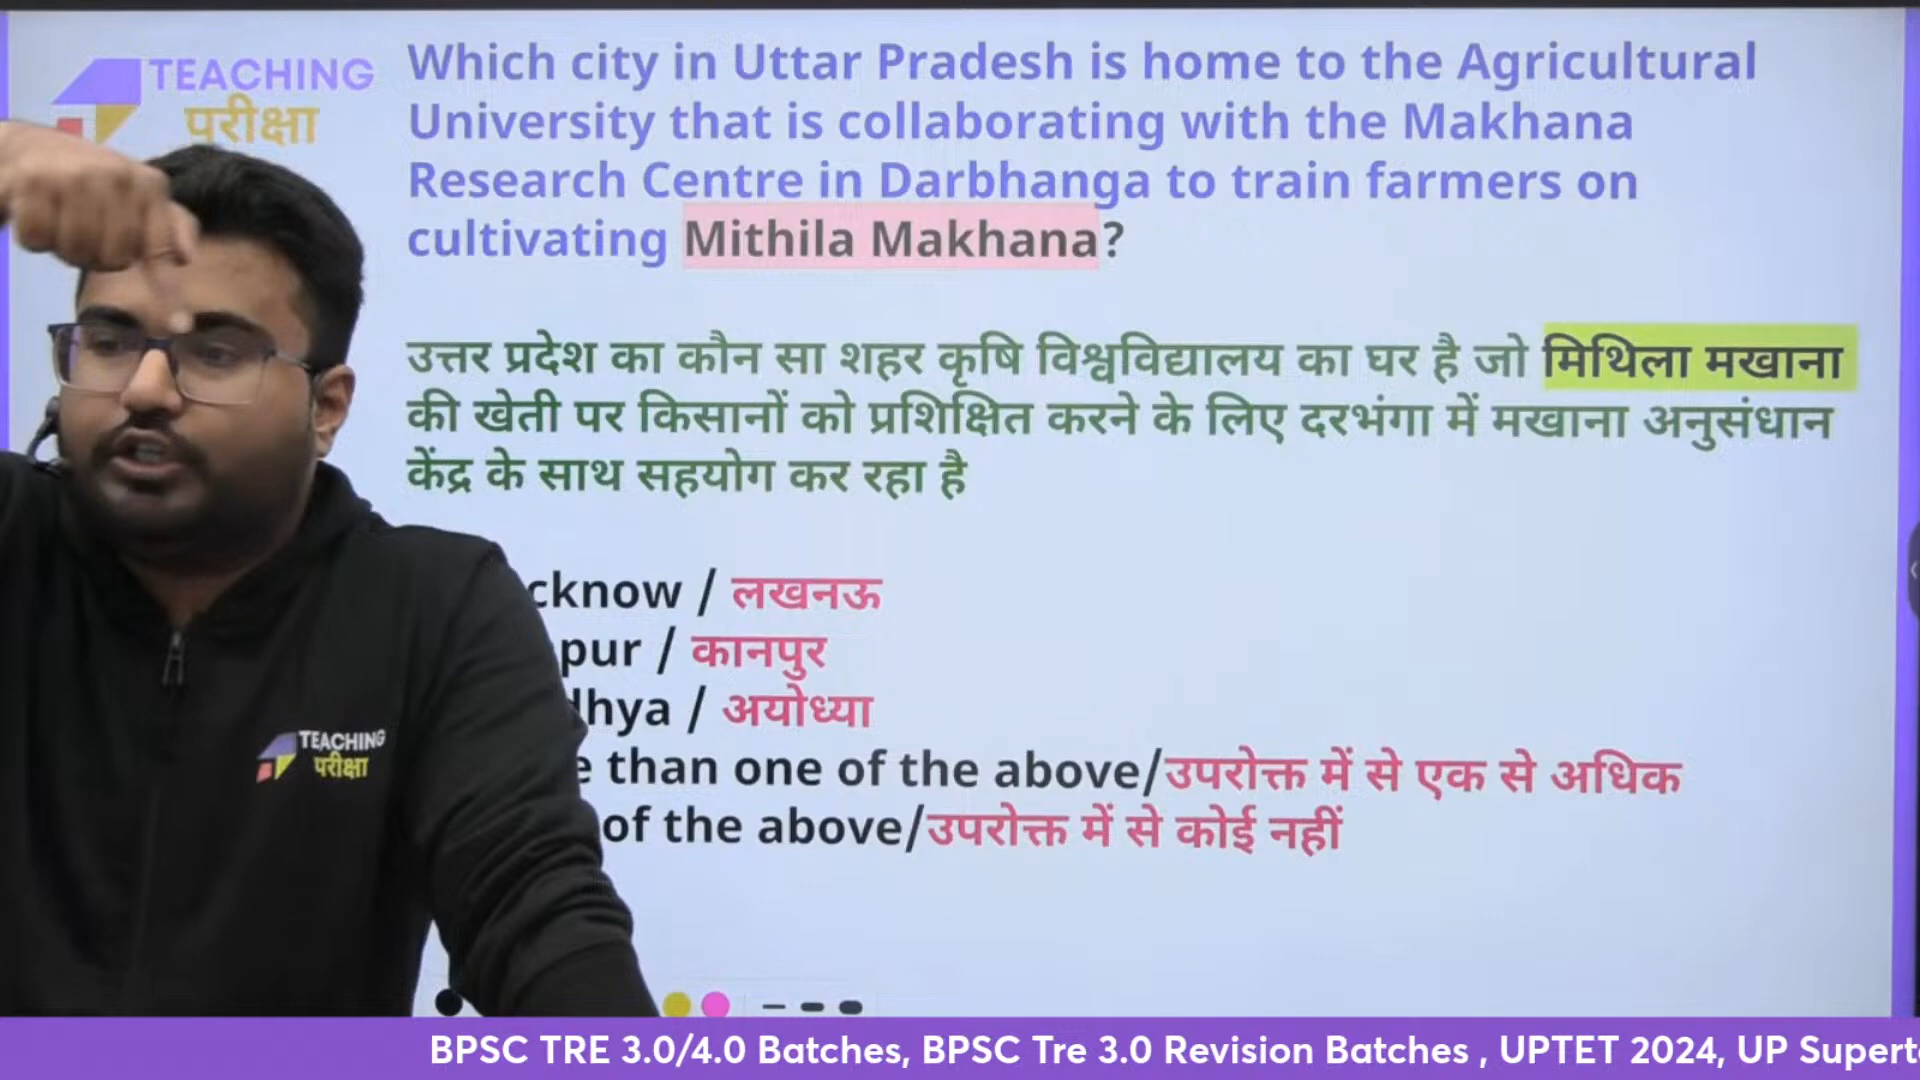 TEACHING
परीक्षा
Which city in Uttar Pradesh is home to the Agricultural
University that is collaborating with the Makhana
Research Centre in Darbhanga to train farmers on
cultivating Mithila Makhana?
उत्तर प्रदेश का कौन सा शहर कृषि विश्वविद्यालय का घर है जो मिथिला मखाना
की खेती पर किसानों को प्रशिक्षित करने के लिए दरभंगा में मखाना अनुसंधान
केंद्र के साथ सहयोग कर रहा है
cknow / लखनऊ
pur / कानपुर
dhya / अयोध्या
e than one of the above/उपरोक्त में से एक से अधिक
of the above/उपरोक्त में से कोई नहीं
TEACHING
परीक्षा
BPSC TRE 3.0/4.0 Batches, BPSC Tre 3.0 Revision Batches , UPTET 2024, UP Supert